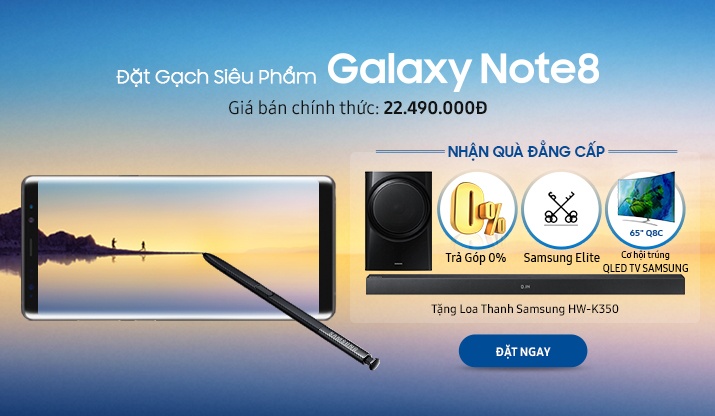 Đặt Gạch Siêu Phẩm Galaxy Note8
Giá bán chính thức: 22.490.000Đ
NHẬN QUÀ ĐẲNG CẤP
0%
65" Q8C
Trả Góp 0%
Samsung Elite
Cơ hội trúng
QLED TV SAMSUNG
Tặng Loa Thanh Samsung HW-K350
SAMSUNG
ĐẶT NGAY